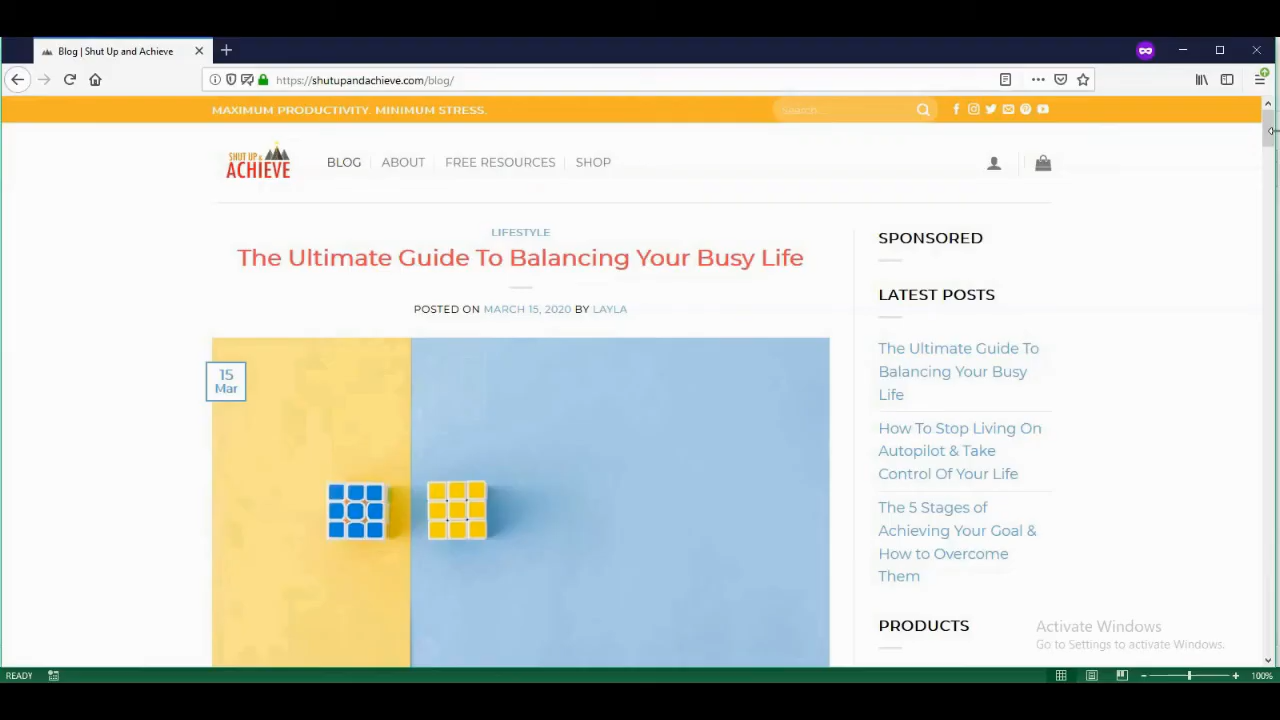 Blog | Shut Up and Achieve
https://shutupandachieve.com/blog/
MAXIMUM PRODUCTIVITY. MINIMUM STRESS.
Search...
SHUT UP &
ACHIEVE
BLOG
ABOUT
FREE RESOURCES
SHOP
LIFESTYLE
The Ultimate Guide To Balancing Your Busy Life
POSTED ON MARCH 15, 2020 BY LAYLA
15
Mar
SPONSORED
LATEST POSTS
The Ultimate Guide To
Balancing Your Busy
Life
How To Stop Living On
Autopilot & Take
Control Of Your Life
The 5 Stages of
Achieving Your Goal &
How to Overcome
Them
PRODUCTS
Activate Windows
Go to Settings to activate Windows.
READY
100%